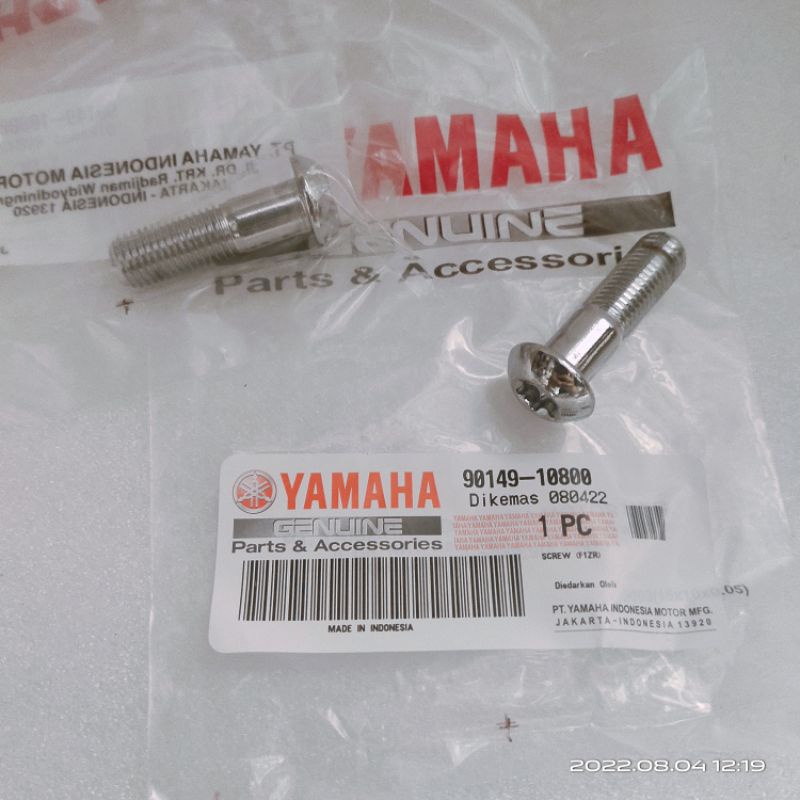 PT. YAMAHA INDONESIA MOTOR
JL. DR. KRT. Radjiman Widyodining
JAKARTA - INDONESIA 13920
YAMAHA
GENUINE
Parts & Accessori
YAMAHA
GENUINE
Parts & Accessories
90149-10800
Dikemas 080422
1 PC
SCREW (F1ZR)
MADE IN INDONESIA
Diedarkan Oleh
PT. YAMAHA INDONESIA MOTOR MFG.
JAKARTA-INDONESIA 13920
2022.08.04 12:19